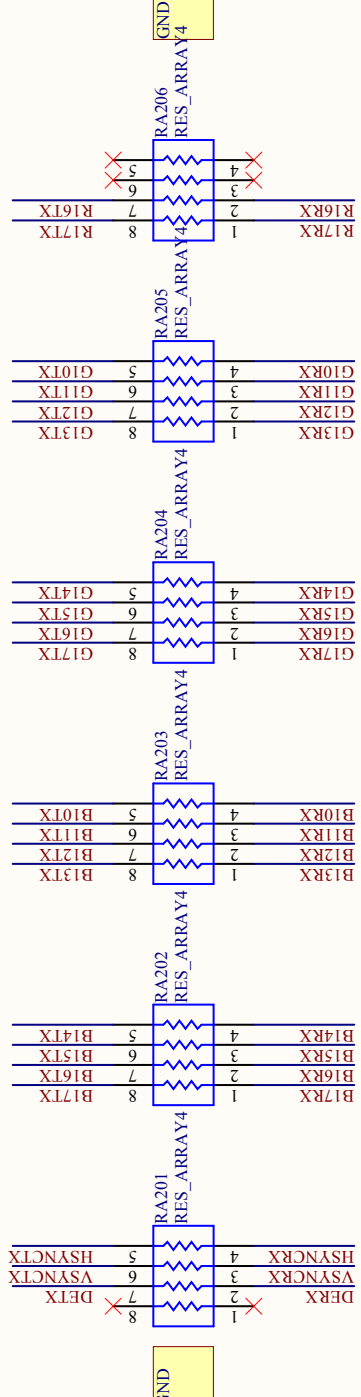 GND
RA206
RES_ARRAY4
5 4
6 3
R16TX 7 2 R16RX
R17TX 8 1 R17RX
RA205
RES_ARRAY4
G10TX 5 4 G10RX
G11TX 6 3 G11RX
G12TX 7 2 G12RX
G13TX 8 1 G13RX
RA204
RES_ARRAY4
G14TX 5 4 G14RX
G15TX 6 3 G15RX
G16TX 7 2 G16RX
G17TX 8 1 G17RX
RA203
RES_ARRAY4
B10TX 5 4 B10RX
B11TX 6 3 B11RX
B12TX 7 2 B12RX
B13TX 8 1 B13RX
RA202
RES_ARRAY4
B14TX 5 4 B14RX
B15TX 6 3 B15RX
B16TX 7 2 B16RX
B17TX 8 1 B17RX
RA201
RES_ARRAY4
HSYNCTX 5 4 HSYNCRX
VSYNCTX 6 3 VSYNCRX
DETX 7 2 DERX
8 1
GND